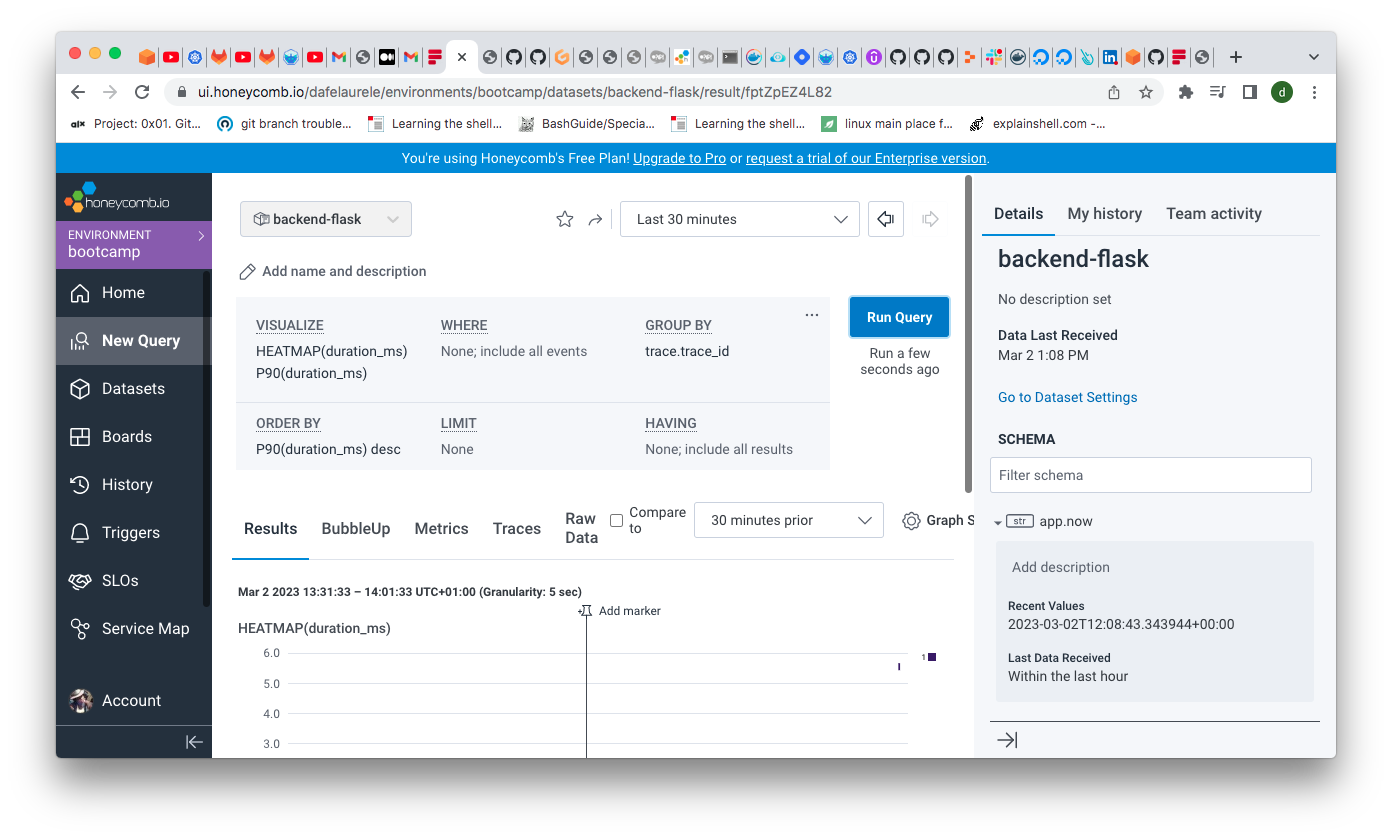 ui.honeycomb.io/dafelaurele/environments/bootcamp/datasets/backend-flask/result/fptZpEZ4L82
d
alx Project: 0x01. Git...
git branch trouble...
Learning the shell...
BashGuide/Specia...
Learning the shell...
linux main place f...
explainshell.com -...
You're using Honeycomb's Free Plan! Upgrade to Pro or request a trial of our Enterprise version.
honeycomb.io
ENVIRONMENT
bootcamp
Home
New Query
Datasets
Boards
History
Triggers
SLOs
Service Map
Account
backend-flask
Last 30 minutes
Add name and description
VISUALIZE
HEATMAP(duration_ms)
P90(duration_ms)
WHERE
None; include all events
GROUP BY
trace.trace_id
ORDER BY
P90(duration_ms) desc
LIMIT
None
HAVING
None; include all results
Run Query
Run a few
seconds ago
Results
BubbleUp
Metrics
Traces
Raw
Data
Compare
to
30 minutes prior
Graph S
Mar 2 2023 13:31:33 – 14:01:33 UTC+01:00 (Granularity: 5 sec)
Add marker
HEATMAP(duration_ms)
6.0
5.0
4.0
3.0
1
Details
My history
Team activity
backend-flask
No description set
Data Last Received
Mar 2 1:08 PM
Go to Dataset Settings
SCHEMA
Filter schema
str app.now
Add description
Recent Values
2023-03-02T12:08:43.343944+00:00
Last Data Received
Within the last hour